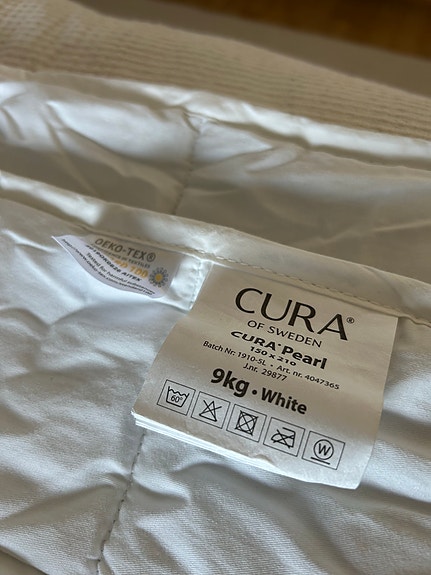 OEKO-TEX®
CURA®
OF SWEDEN
CURA® Pearl
150 x 210
Batch Nr: 1910-SL • Art. nr. 4047365
J.nr. 29877
9kg • White
60°
W